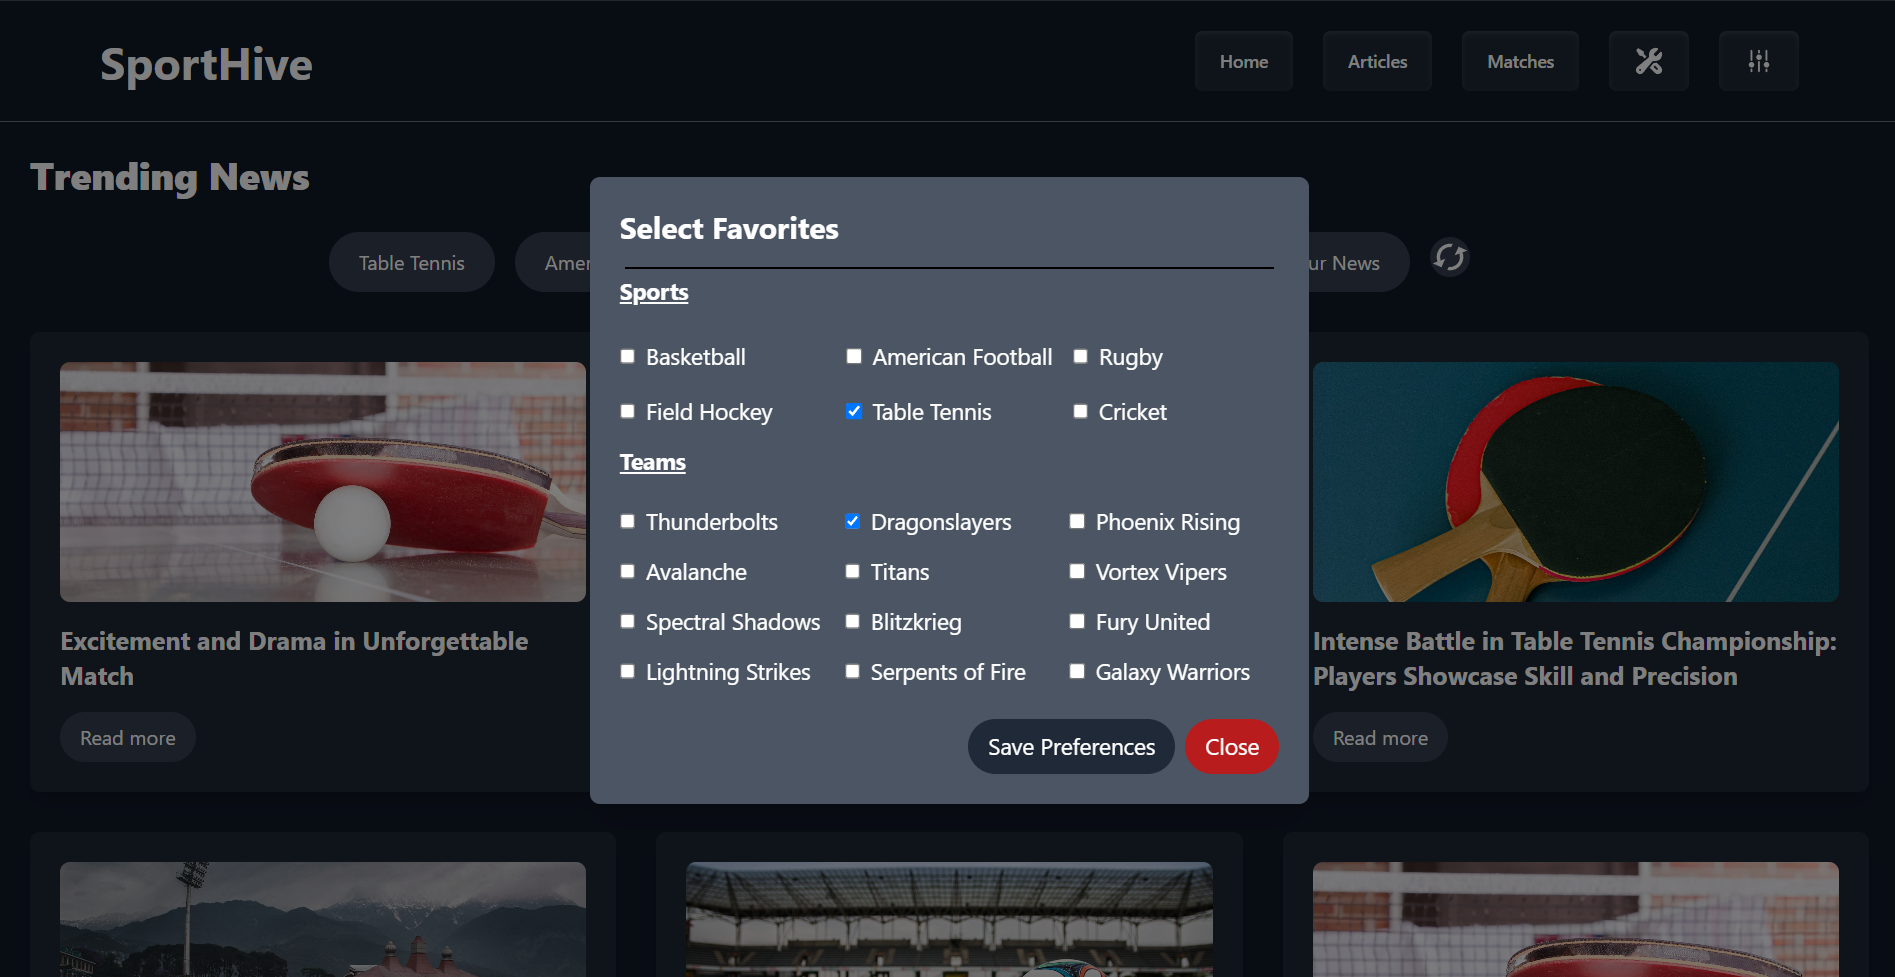 SportHive
Home
Articles
Matches
Trending News
Table Tennis
Amer
ur News
Select Favorites
Sports
Basketball
American Football
Rugby
Field Hockey
Table Tennis
Cricket
Teams
Thunderbolts
Dragonslayers
Phoenix Rising
Avalanche
Titans
Vortex Vipers
Spectral Shadows
Blitzkrieg
Fury United
Lightning Strikes
Serpents of Fire
Galaxy Warriors
Save Preferences
Close
Excitement and Drama in Unforgettable
Match
Read more
Intense Battle in Table Tennis Championship:
Players Showcase Skill and Precision
Read more